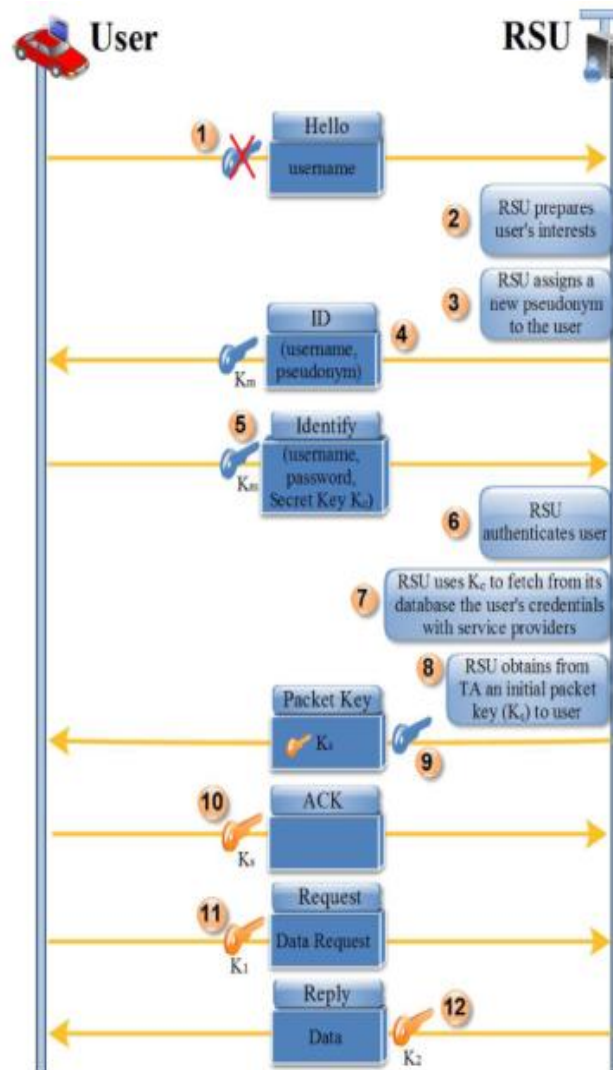 User
RSU
1
Hello
username
2
RSU prepares
user's interests
3
RSU assigns a
new pseudonym
to the user
ID
4
(username,
pseudonym)
Km
5
Identify
(username,
password,
Secret Key Kc)
Km
6
RSU
authenticates user
7
RSU uses Kc to fetch from its
database the user's credentials
with service providers
8
RSU obtains from
TA an initial packet
key (Ks) to user
Packet Key
Ks
9
10
ACK
Ks
11
Request
Data Request
K1
Reply
12
Data
K2